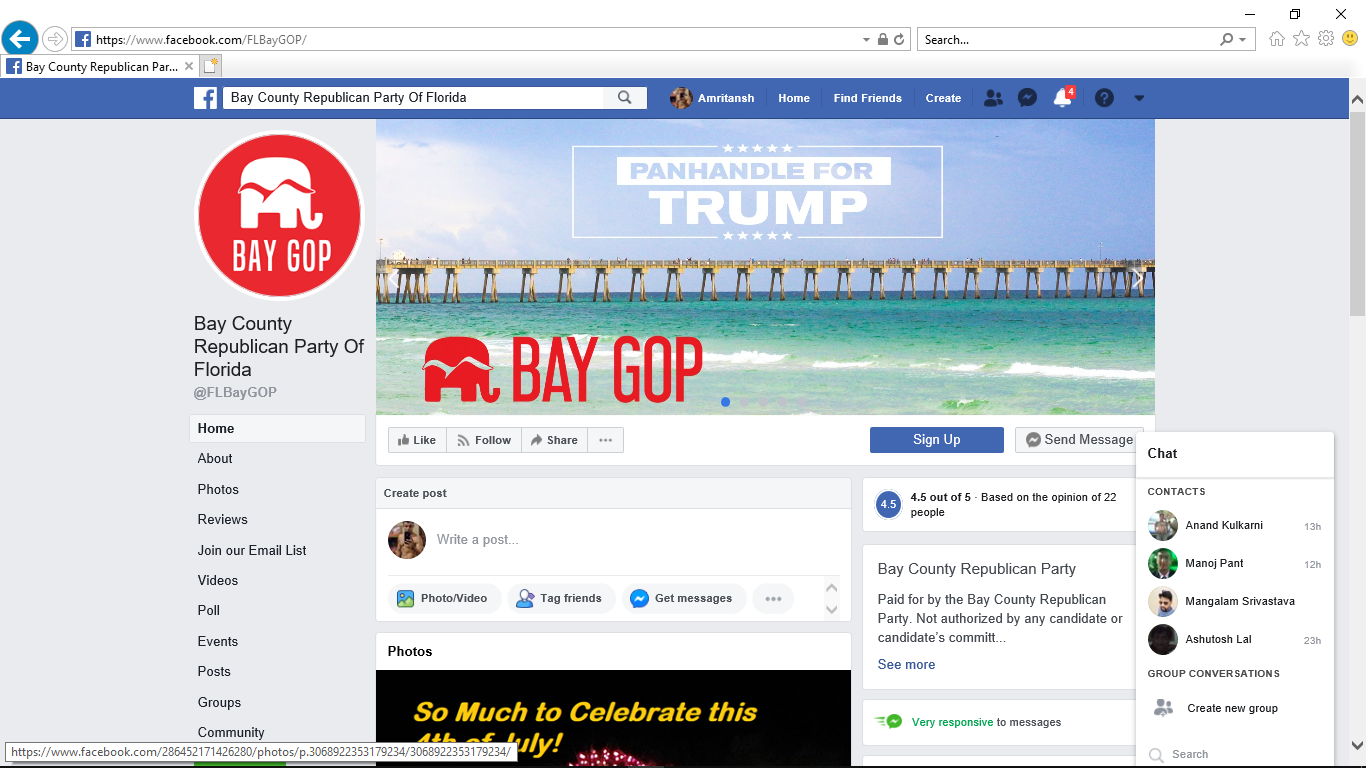 https://www.facebook.com/FLBayGOP/
Search...
Bay County Republican Par...
Bay County Republican Party Of Florida
Amritansh
Home
Find Friends
Create
4
BAY GOP
PANHANDLE FOR
TRUMP
BAY GOP
Bay County
Republican Party Of
Florida
@FLBayGOP
Home
About
Photos
Reviews
Join our Email List
Videos
Poll
Events
Posts
Groups
Community
Like
Follow
Share
Sign Up
Send Message
Create post
Write a post...
Photo/Video
Tag friends
Get messages
Photos
So Much to Celebrate this
4th of July!
4.5
4.5 out of 5 · Based on the opinion of 22
people
Bay County Republican Party
Paid for by the Bay County Republican
Party. Not authorized by any candidate or
candidate's committ...
See more
Very responsive to messages
Chat
CONTACTS
Anand Kulkarni 13h
Manoj Pant 12h
Mangalam Srivastava
Ashutosh Lal 23h
GROUP CONVERSATIONS
Create new group
Search
https://www.facebook.com/286452171426280/photos/p.3068922353179234/3068922353179234/